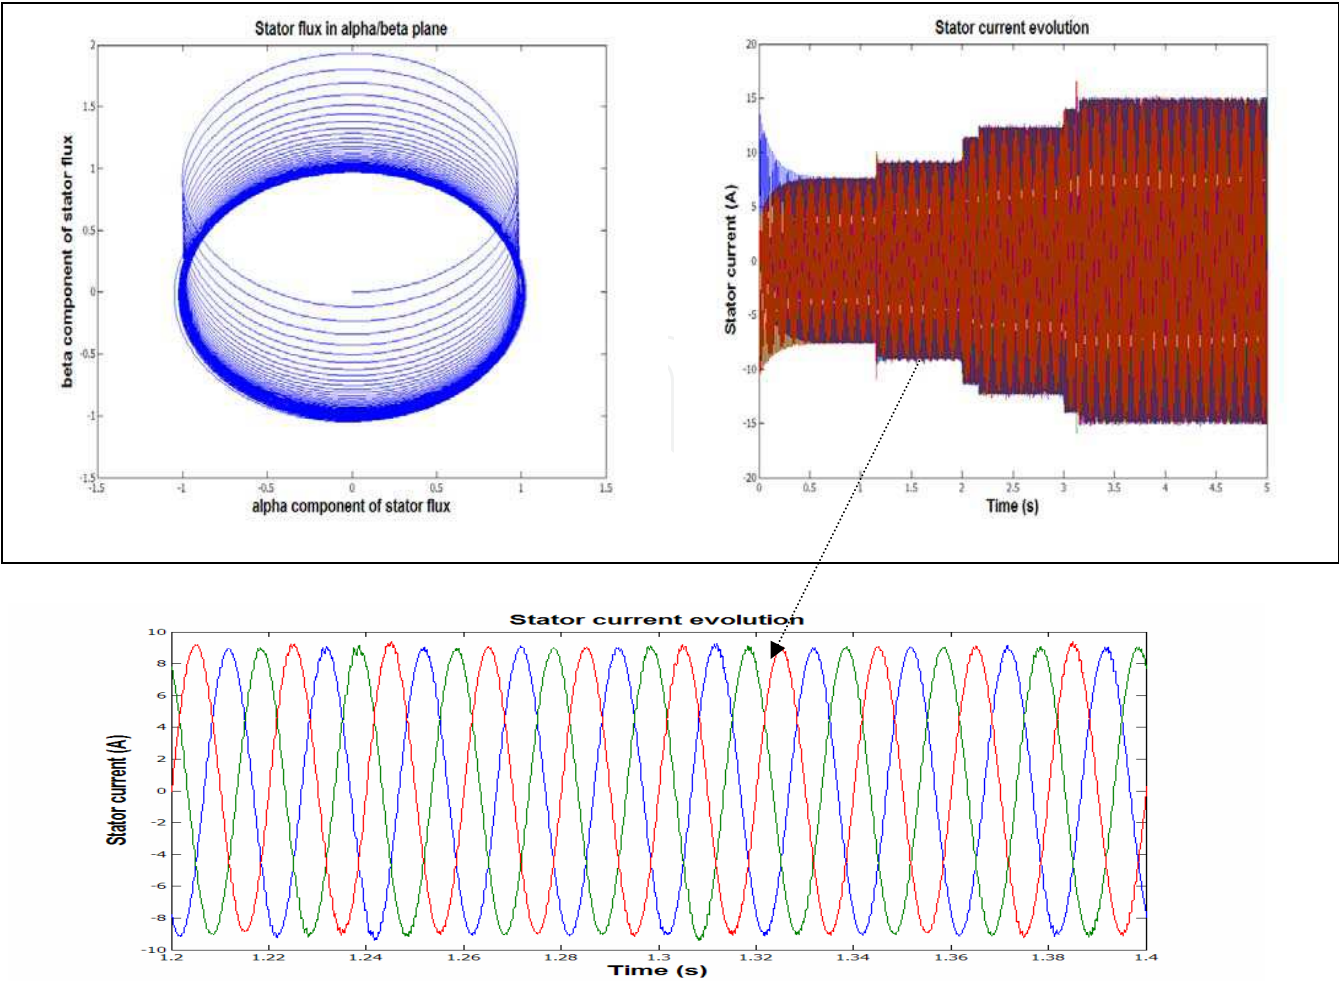 Stator flux in alpha/beta plane
beta component of stator flux
2
1.5
1
0.5
0
-0.5
-1
-1.5
-1.5 -1 -0.5 0 0.5 1 1.5
alpha component of stator flux
Stator current evolution
Stator current (A)
20
15
10
5
0
-5
-10
-15
-20
0 0.5 1 1.5 2 2.5 3 3.5 4 4.5 5
Time (s)
Stator current evolution
Stator current (A)
10
8
6
4
2
0
-2
-4
-6
-8
-10
1.2 1.22 1.24 1.26 1.28 1.3 1.32 1.34 1.36 1.38 1.4
Time (s)